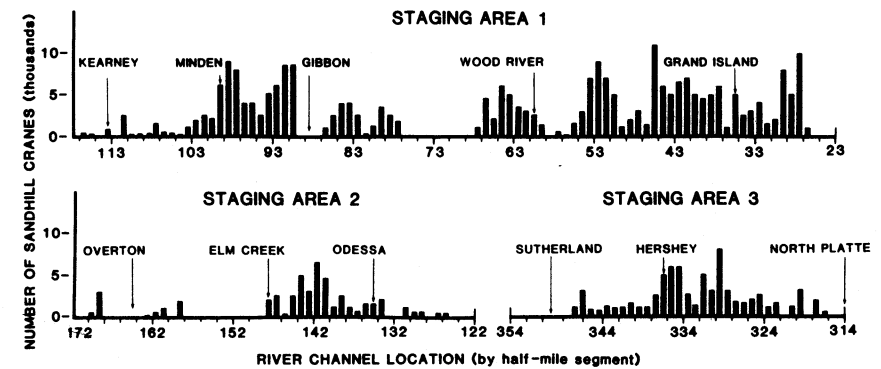 STAGING AREA 1
NUMBER OF SANDHILL CRANES (thousands)
10
5
0
KEARNEY
MINDEN
GIBBON
WOOD RIVER
GRAND ISLAND
113 103 93 83 73 63 53 43 33 23
STAGING AREA 2
10
5
0
OVERTON
ELM CREEK
ODESSA
172 162 152 142 132 122
STAGING AREA 3
SUTHERLAND
HERSHEY
NORTH PLATTE
354 344 334 324 314
RIVER CHANNEL LOCATION (by half-mile segment)